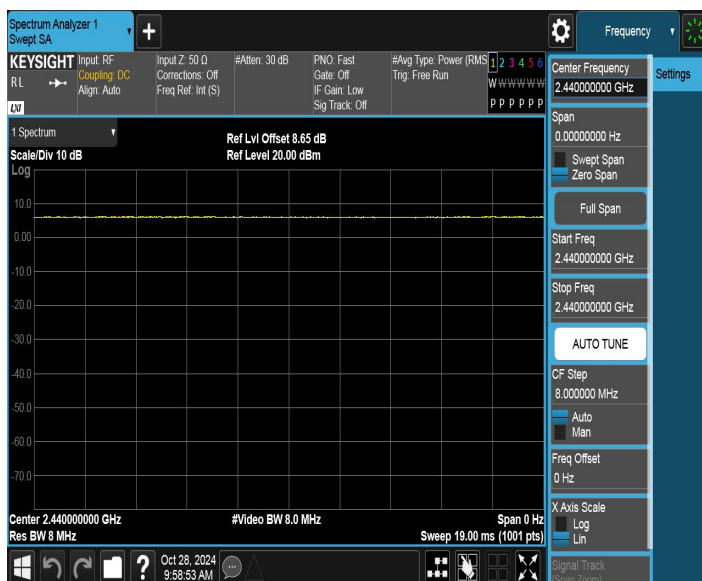 Spectrum Analyzer 1
Swept SA
+
Frequency
KEYSIGHT
RL
LXI
Input: RF
Coupling: DC
Align: Auto
Input Z: 50 Ω
Corrections: Off
Freq Ref: Int (S)
#Atten: 30 dB
PNO: Fast
Gate: Off
IF Gain: Low
Sig Track: Off
#Avg Type: Power (RMS
Trig: Free Run
1 2 3 4 5 6
W W W W W W
P P P P P P
Center Frequency
2.440000000 GHz
Settings
Span
0.00000000 Hz
Swept Span
Zero Span
Full Span
Start Freq
2.440000000 GHz
Stop Freq
2.440000000 GHz
AUTO TUNE
CF Step
8.000000 MHz
Auto
Man
Freq Offset
0 Hz
X Axis Scale
Log
Lin
Signal Track
(Span Zoom)
1 Spectrum
Scale/Div 10 dB
Log
Ref Lvl Offset 8.65 dB
Ref Level 20.00 dBm
10.0
0.00
-10.0
-20.0
-30.0
-40.0
-50.0
-60.0
-70.0
Center 2.440000000 GHz
Res BW 8 MHz
#Video BW 8.0 MHz
Span 0 Hz
Sweep 19.00 ms (1001 pts)
?
Oct 28, 2024
9:58:53 AM